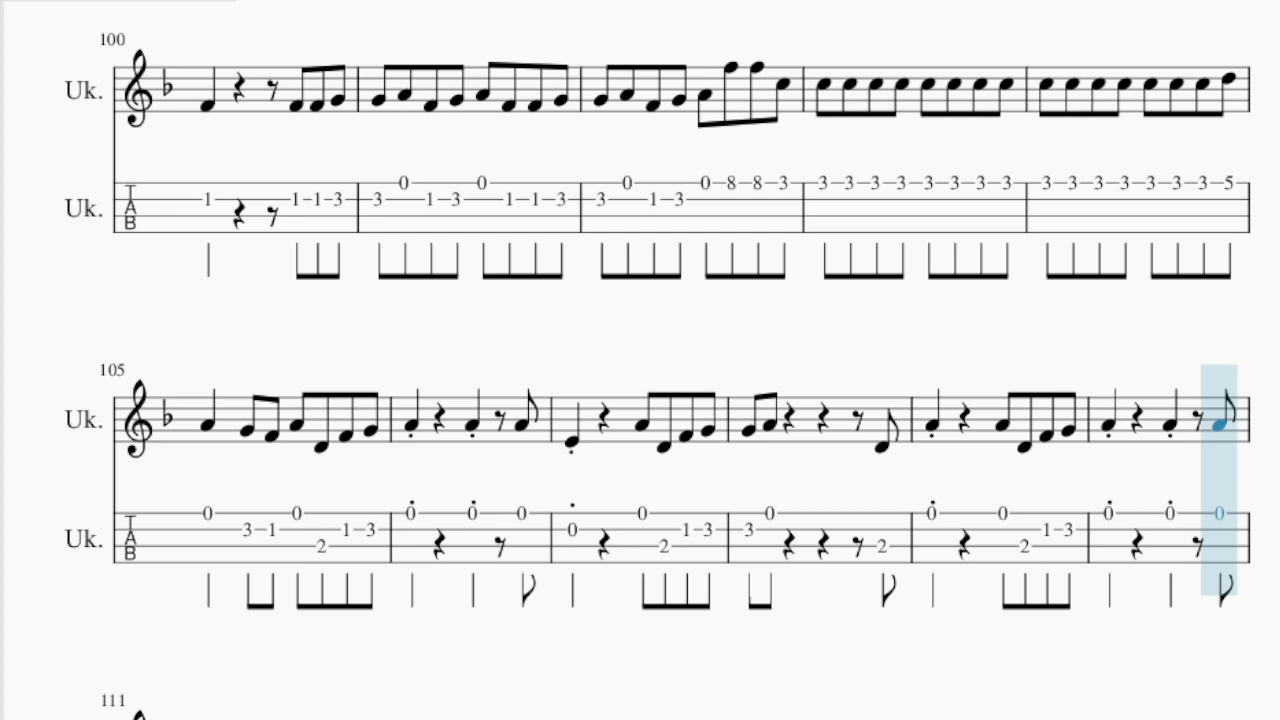 100
Uk.
0 0 0 0 8 8 3 3 3 3 3 3 3 3 3 3 3 3 3 3 3 3 5
Uk. T A B 1 1 1 3 3 1 3 1 1 3 3 1 3
105
Uk.
0 0 0 0 0 0 0 0 0 0 0 0 0
Uk. T A B 3 1 1 3 0 1 3 3 1 3
2 2 2 2
111